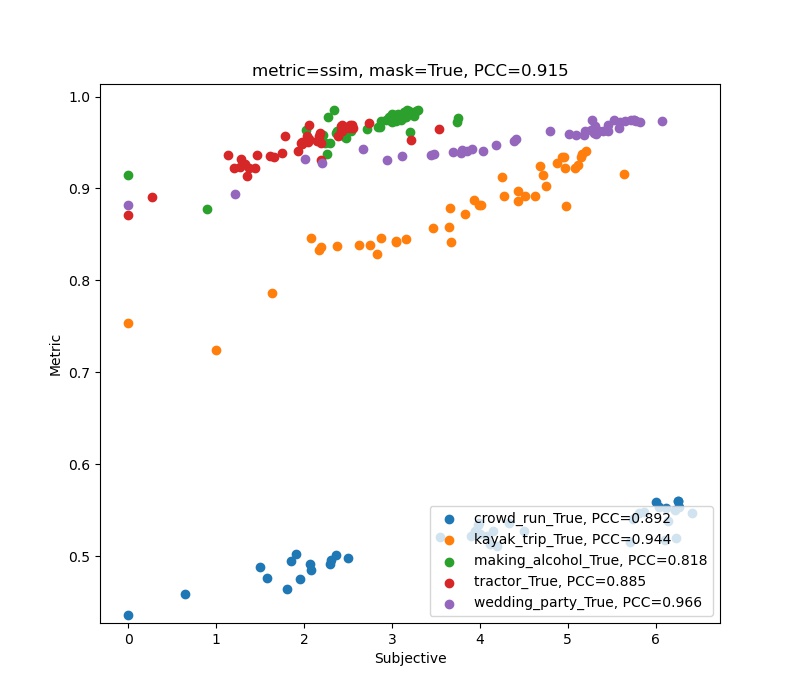 metric=ssim, mask=True, PCC=0.915
1.0
0.9
0.8
0.7
0.6
0.5
Metric
crowd_run_True, PCC=0.892
kayak_trip_True, PCC=0.944
making_alcohol_True, PCC=0.818
tractor_True, PCC=0.885
wedding_party_True, PCC=0.966
0 1 2 3 4 5 6
Subjective